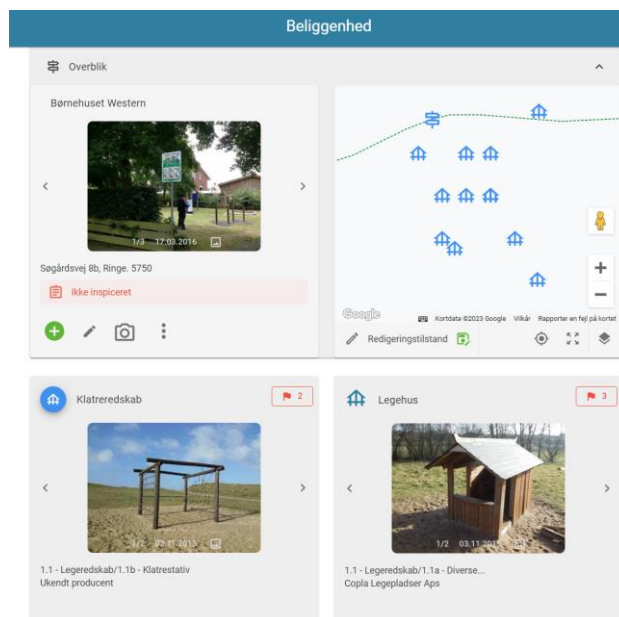 Beliggenhed
Overblik
Børnehuset Western
1/3 17.03.2016
Søgårdsvej 8b, Ringe. 5750
Ikke inspiceret
Google
Kortdata ©2023 Google Vilkår Rapporter en fejl på kortet
Redigeringstilstand
Klatreredskab
2
1/2 03.11.2015
1.1 - Legeredskab/1.1b - Klatrestativ
Ukendt producent
Legehus
3
1/2 03.11.2015
1.1 - Legeredskab/1.1a - Diverse...
Copla Legepladser Aps